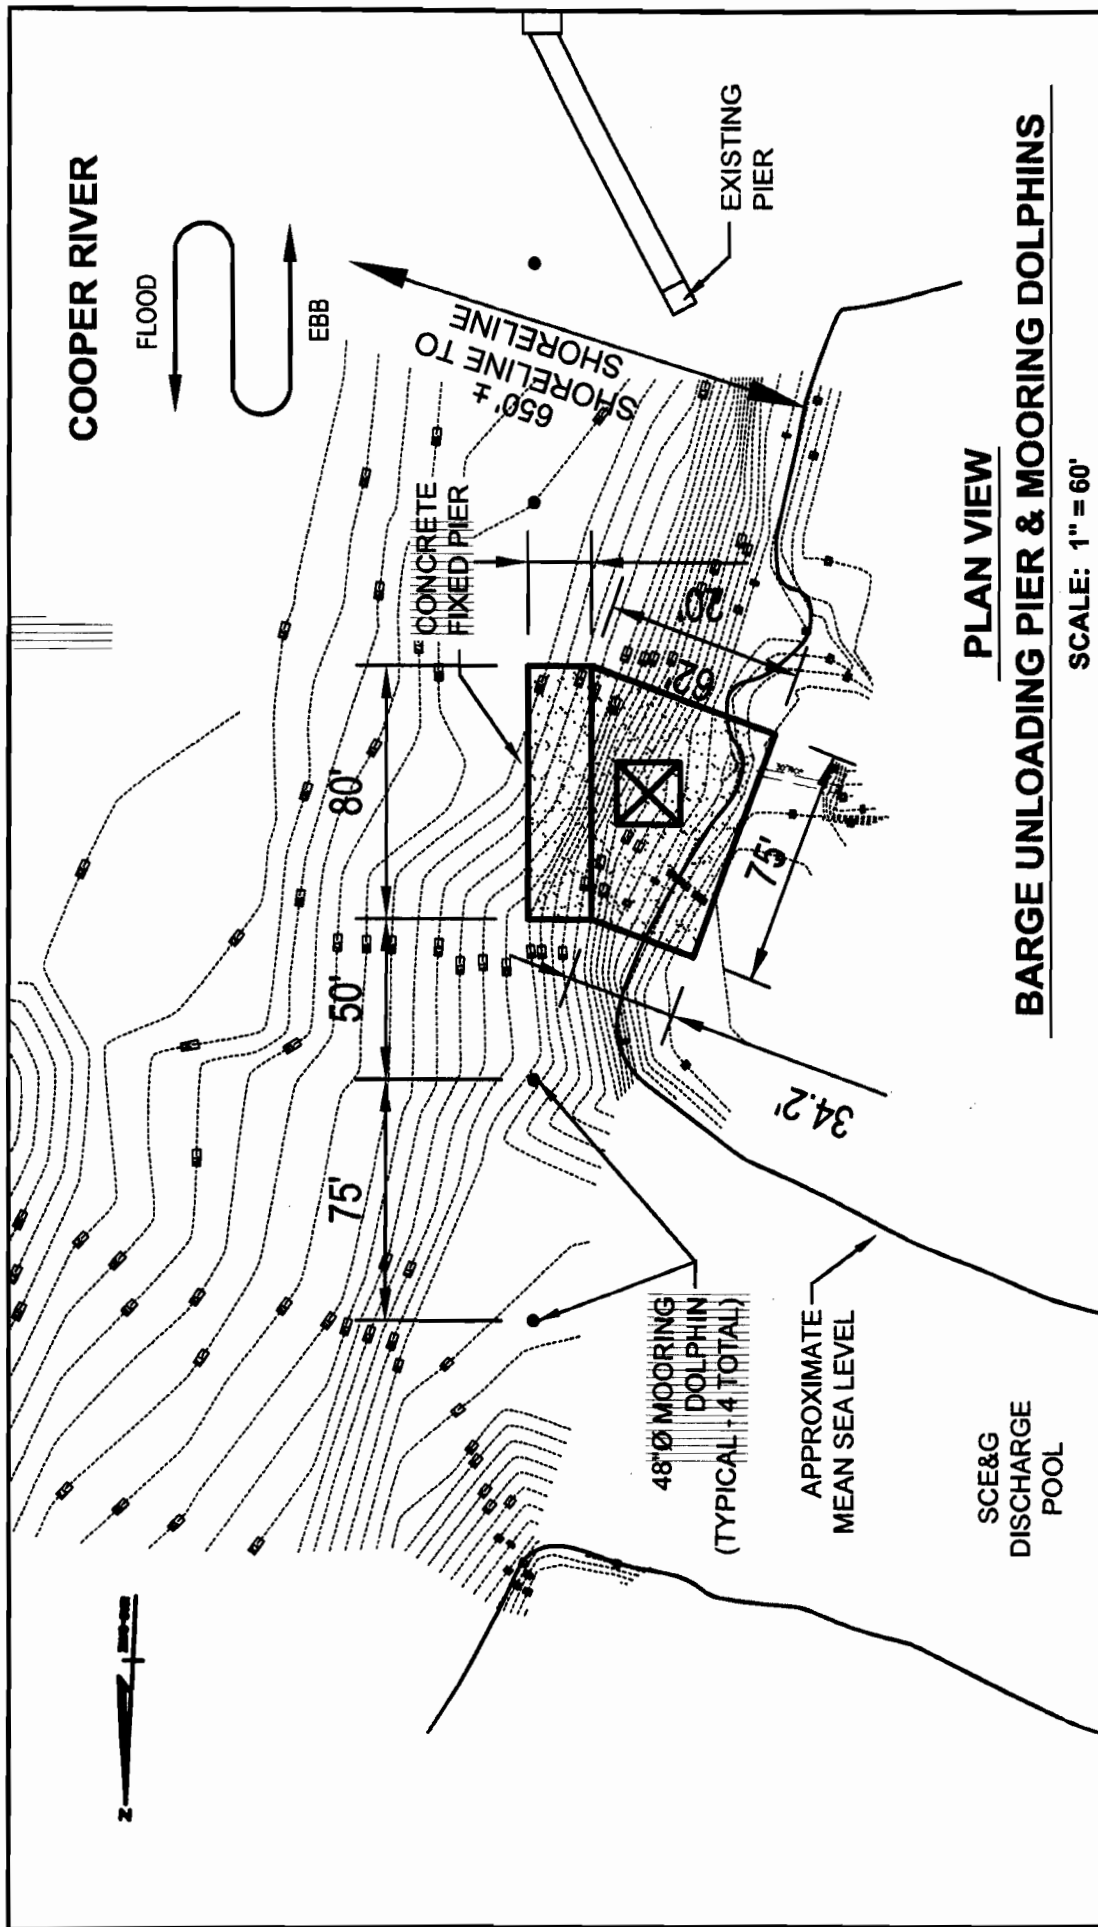 COOPER RIVER
FLOOD
EBB
650' ±
SHORELINE TO
SHORELINE
EXISTING
PIER
CONCRETE
FIXED PIER
20'
62'
80'
50'
75'
75'
34.2'
48"Ø MOORING
DOLPHIN
(TYPICAL - 4 TOTAL)
APPROXIMATE
MEAN SEA LEVEL
SCE&G
DISCHARGE
POOL
N
PLAN VIEW
BARGE UNLOADING PIER & MOORING DOLPHINS
SCALE: 1" = 60'